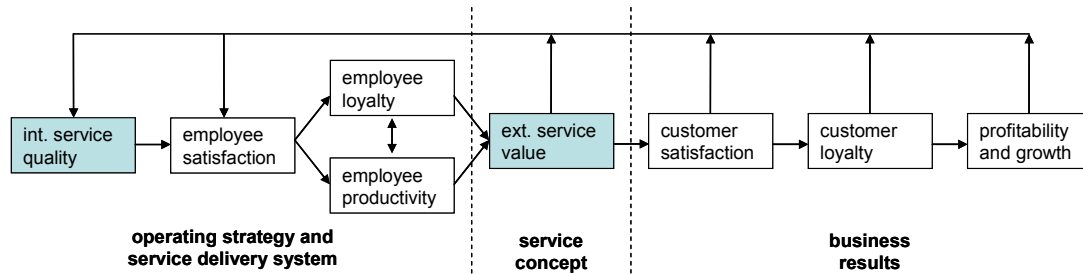 employee
loyalty
int. service
quality
employee
satisfaction
employee
productivity
ext. service
value
customer
satisfaction
customer
loyalty
profitability
and growth
operating strategy and
service delivery system
service
concept
business
results